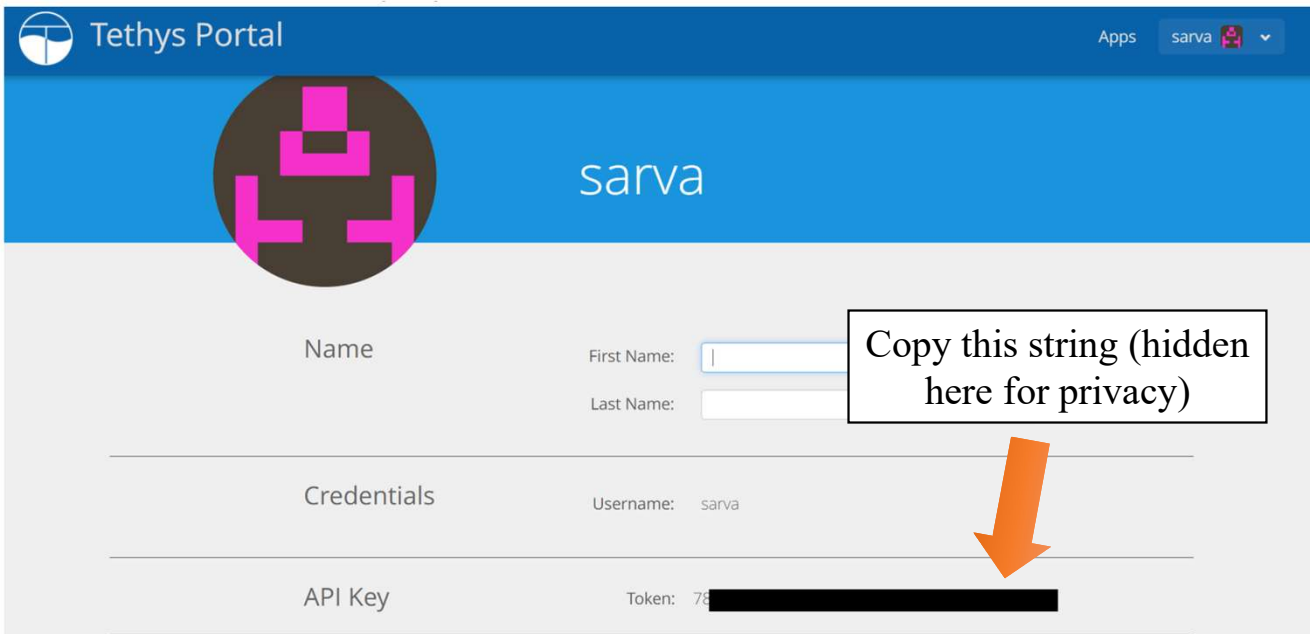 Tethys Portal
Apps sarva
sarva
Name
First Name:
Copy this string (hidden
here for privacy)
Last Name:
Credentials
Username: sarva
API Key
Token: 78